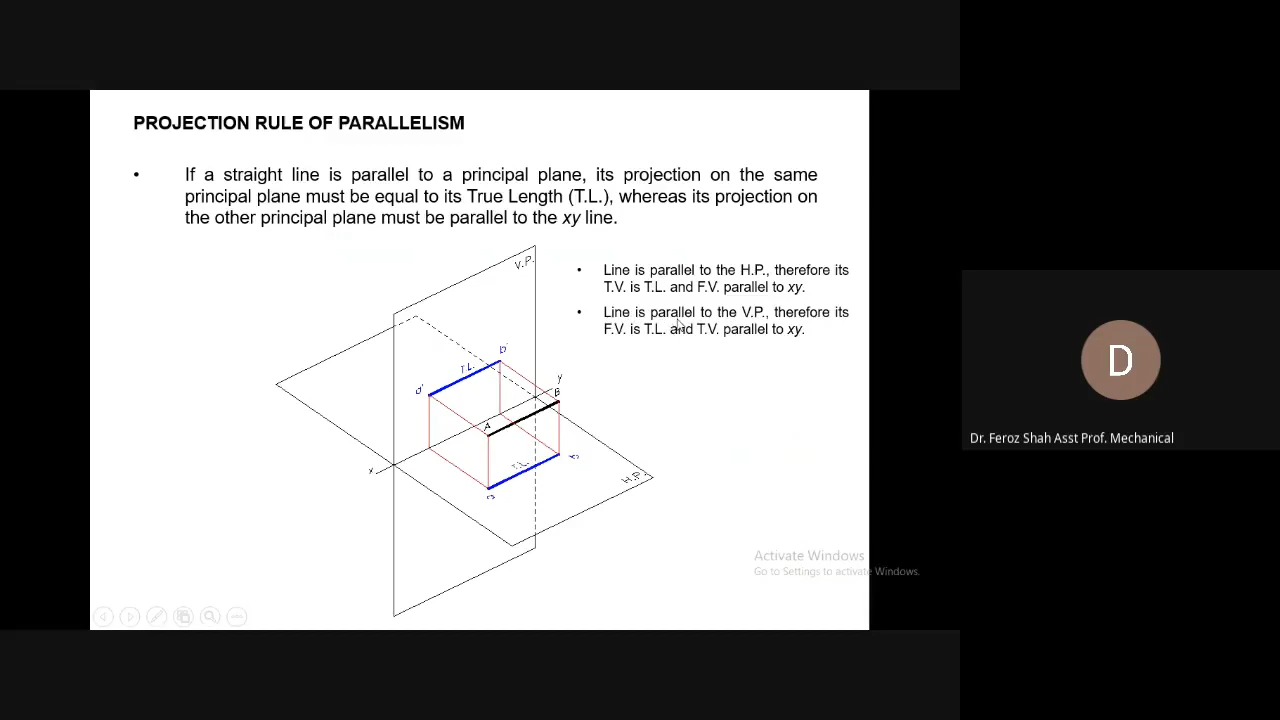 PROJECTION RULE OF PARALLELISM
• If a straight line is parallel to a principal plane, its projection on the same
principal plane must be equal to its True Length (T.L.), whereas its projection on
the other principal plane must be parallel to the xy line.
V.P.
• Line is parallel to the H.P., therefore its
T.V. is T.L. and F.V. parallel to xy.
• Line is parallel to the V.P., therefore its
F.V. is T.L. and T.V. parallel to xy.
b'
T.L.
y
a'
B
A
x
T.L.
b
H.P.
a
D
Dr. Feroz Shah Asst Prof. Mechanical
Activate Windows
Go to Settings to activate Windows.